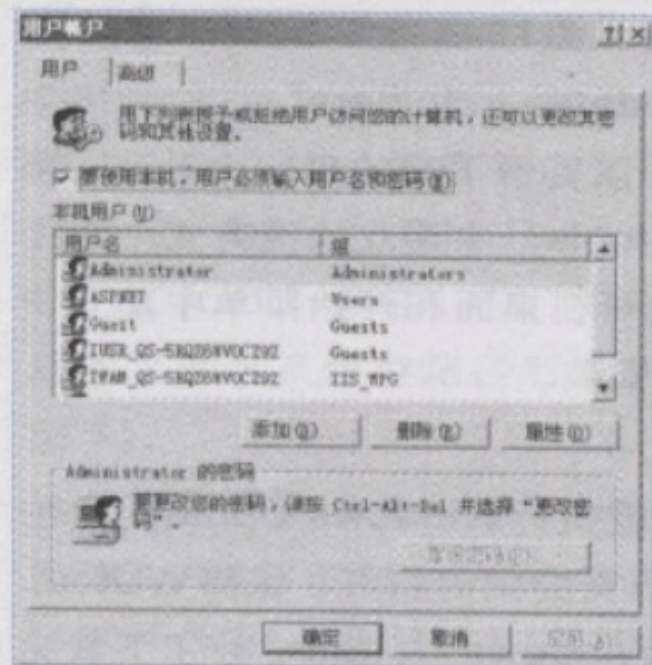 用户帐户
用户 高级
用下列表授予或拒绝用户访问您的计算机，还可以更改其密
码和其他设置。
要使用本机，用户必须输入用户名和密码(E)
本机用户(U)
用户名 组
Administrator Administrators
ASPNET Users
Guest Guests
IUSR_QS-5RQZ6WVOCZ9Z Guests
IWAM_QS-5RQZ6WVOCZ9Z IIS_WPG
添加(D)... 删除(R) 属性(O)
Administrator 的密码
要更改您的密码，请按 Ctrl-Alt-Del 并选择“更改密
码”。
确定 取消